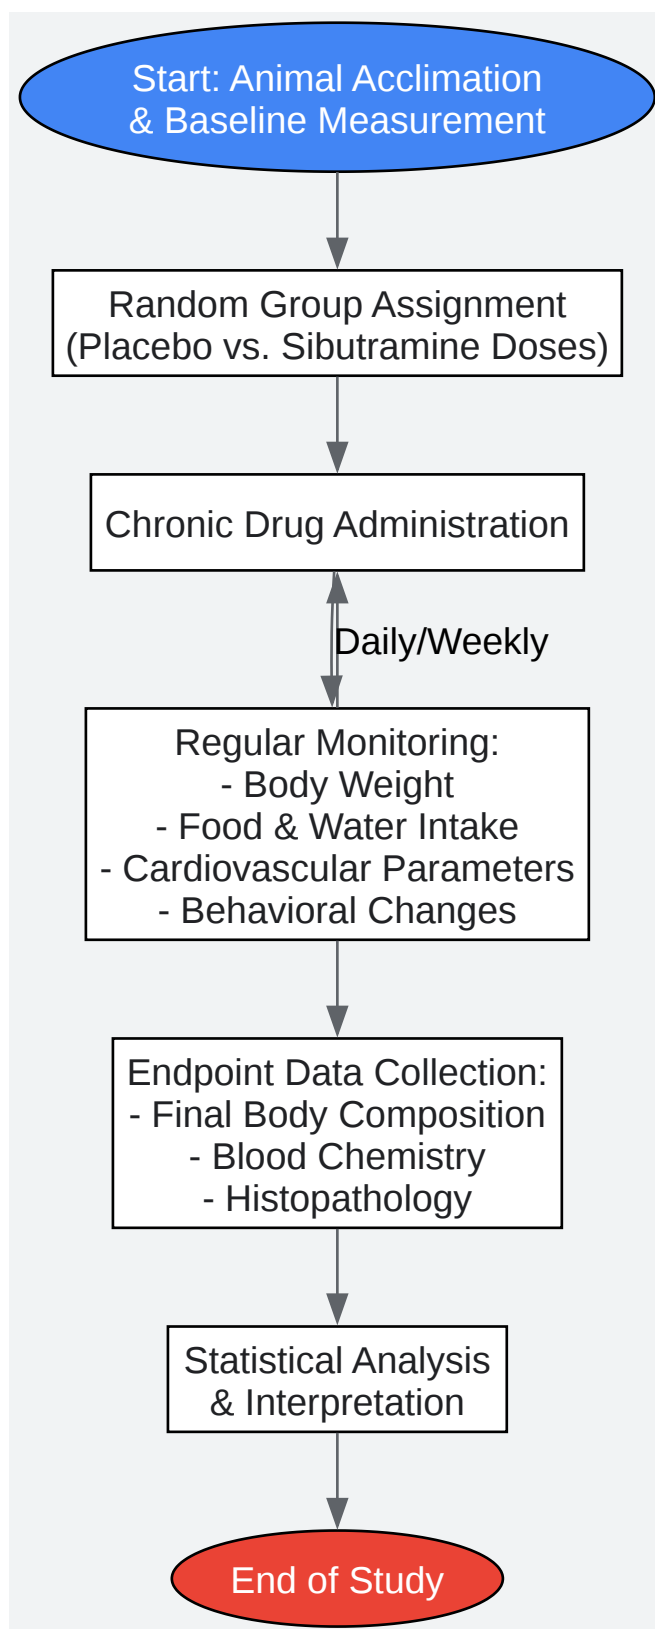 Start: Animal Acclimation
& Baseline Measurement
Random Group Assignment
(Placebo vs. Sibutramine Doses)
Chronic Drug Administration
Daily/Weekly
Regular Monitoring:
- Body Weight
- Food & Water Intake
- Cardiovascular Parameters
- Behavioral Changes
Endpoint Data Collection:
- Final Body Composition
- Blood Chemistry
- Histopathology
Statistical Analysis
& Interpretation
End of Study